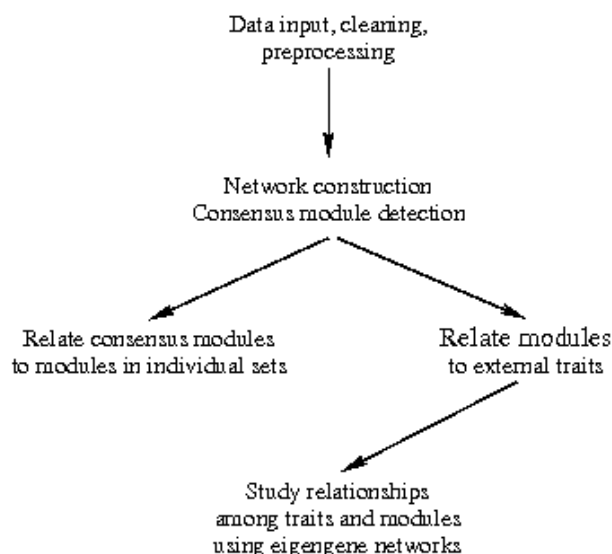 Data input, cleaning,
preprocessing
Network construction
Consensus module detection
Relate consensus modules
to modules in individual sets
Relate modules
to external traits
Study relationships
among traits and modules
using eigengene networks